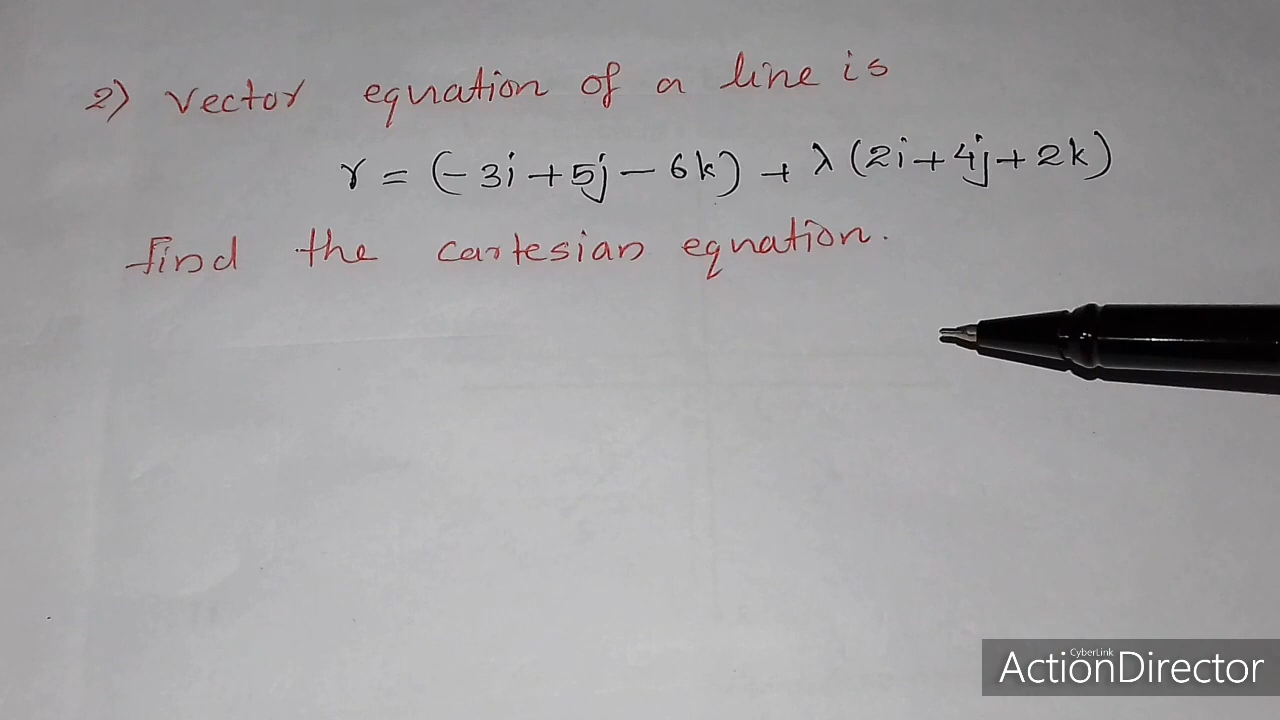 2) Vector equation of a line is
r = (-3i + 5j - 6k) + λ (2i + 4j + 2k)
find the cartesian equation.
CyberLink
ActionDirector